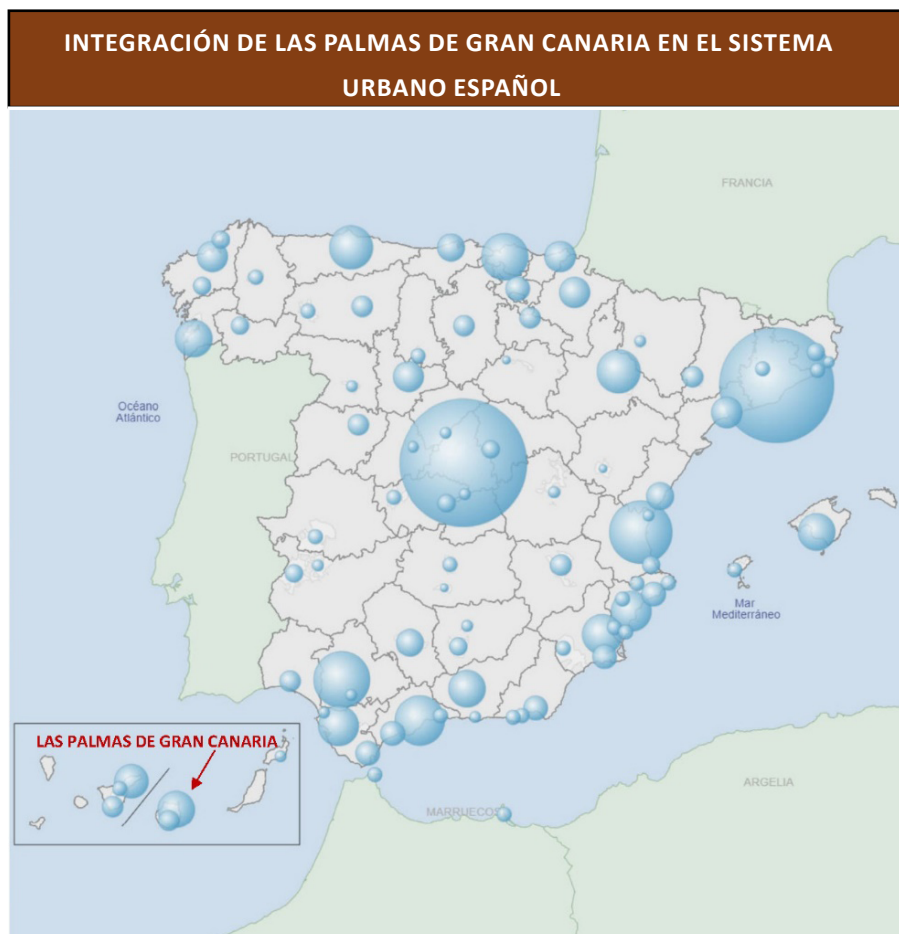 INTEGRACIÓN DE LAS PALMAS DE GRAN CANARIA EN EL SISTEMA
URBANO ESPAÑOL
FRANCIA
Océano
Atlántico
PORTUGAL
Mar
Mediterráneo
LAS PALMAS DE GRAN CANARIA
ARGELIA
MARRUECOS